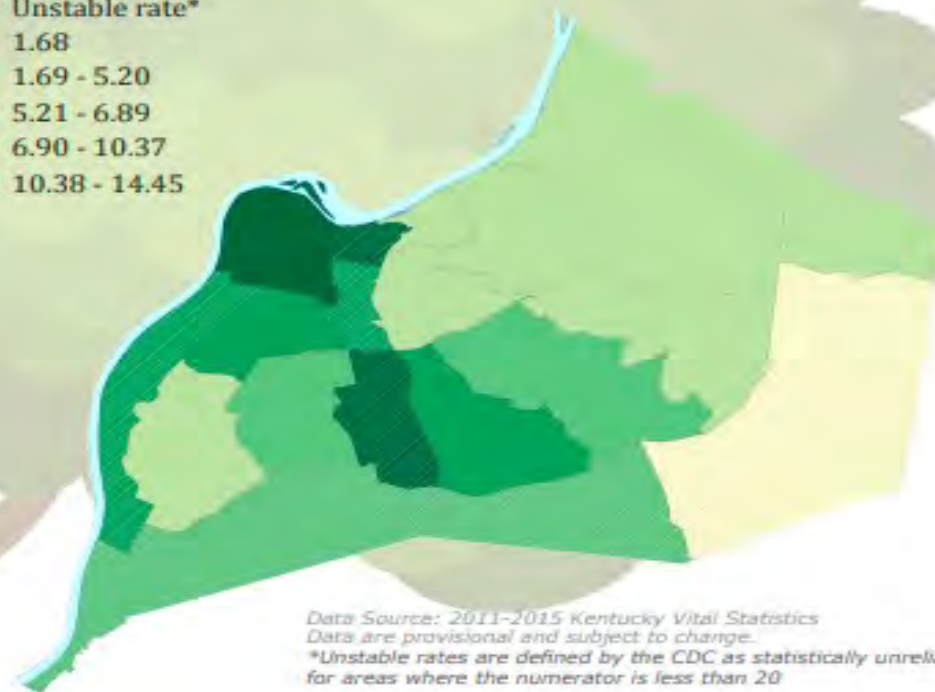 Unstable rate*
1.68
1.69 - 5.20
5.21 - 6.89
6.90 - 10.37
10.38 - 14.45
Data Source: 2011-2015 Kentucky Vital Statistics
Data are provisional and subject to change.
*Unstable rates are defined by the CDC as statistically
for areas where the numerator is less than 20